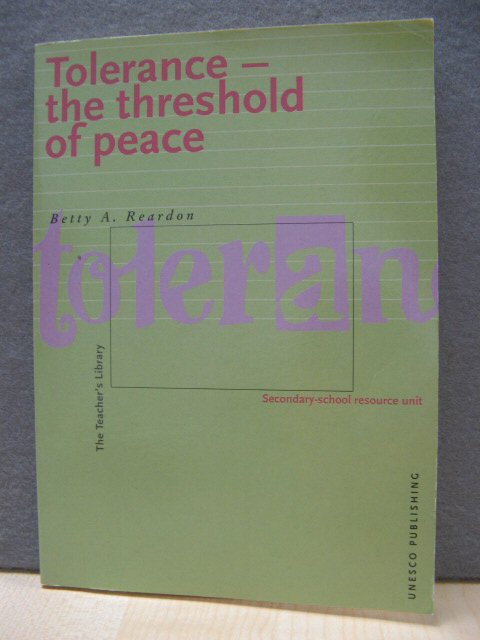 Tolerance –
the threshold
of peace
Betty A. Reardon
toleran
The Teacher's Library
Secondary-school resource unit
UNESCO PUBLISHING